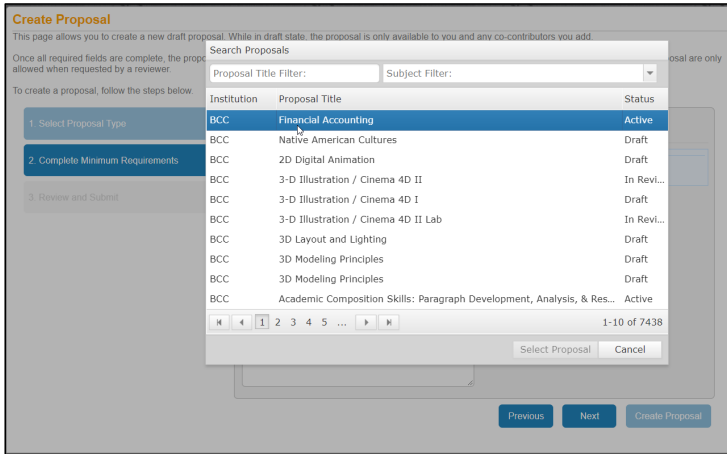 Create Proposal
This page allows you to create a new draft proposal. While in draft state, the proposal is only available to you and any co-contributors you add.
Once all required fields are complete, the propo
osal are only
allowed when requested by a reviewer.
To create a proposal, follow the steps below.
1. Select Proposal Type
2. Complete Minimum Requirements
3. Review and Submit
Search Proposals
Proposal Title Filter: Subject Filter:
Institution Proposal Title Status
BCC Financial Accounting Active
BCC Native American Cultures Draft
BCC 2D Digital Animation Draft
BCC 3-D Illustration / Cinema 4D II In Revi...
BCC 3-D Illustration / Cinema 4D I Draft
BCC 3-D Illustration / Cinema 4D II Lab In Revi...
BCC 3D Layout and Lighting Draft
BCC 3D Modeling Principles Draft
BCC 3D Modeling Principles Draft
BCC Academic Composition Skills: Paragraph Development, Analysis, & Res... Active
1 2 3 4 5 ... 1-10 of 7438
Select Proposal Cancel
Previous Next Create Proposal